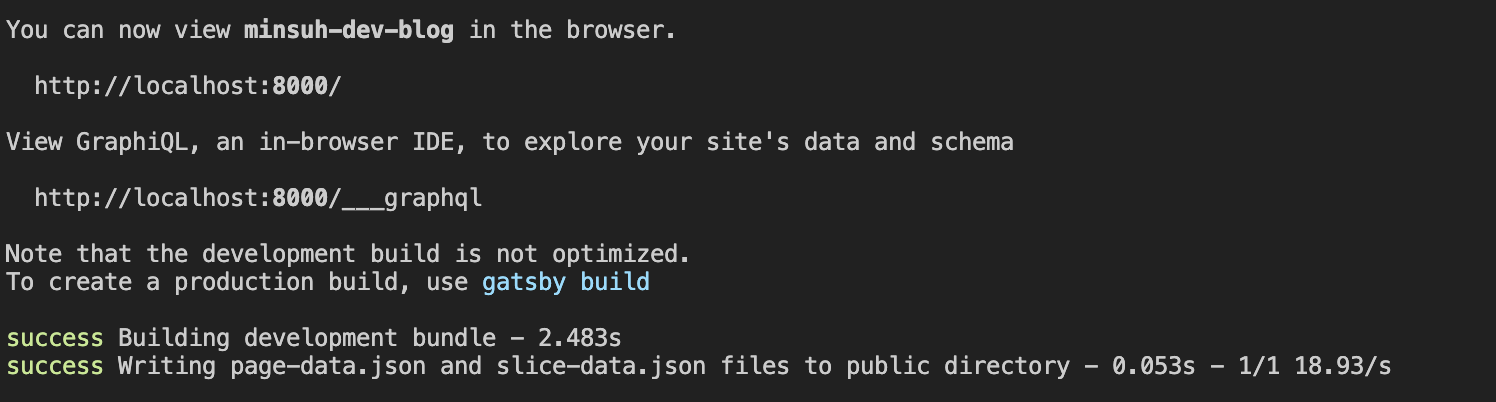 You can now view minsuh-dev-blog in the browser.
http://localhost:8000/
View GraphiQL, an in-browser IDE, to explore your site's data and schema
http://localhost:8000/___graphql
Note that the development build is not optimized.
To create a production build, use gatsby build
success Building development bundle - 2.483s
success Writing page-data.json and slice-data.json files to public directory - 0.053s - 1/1 18.93/s